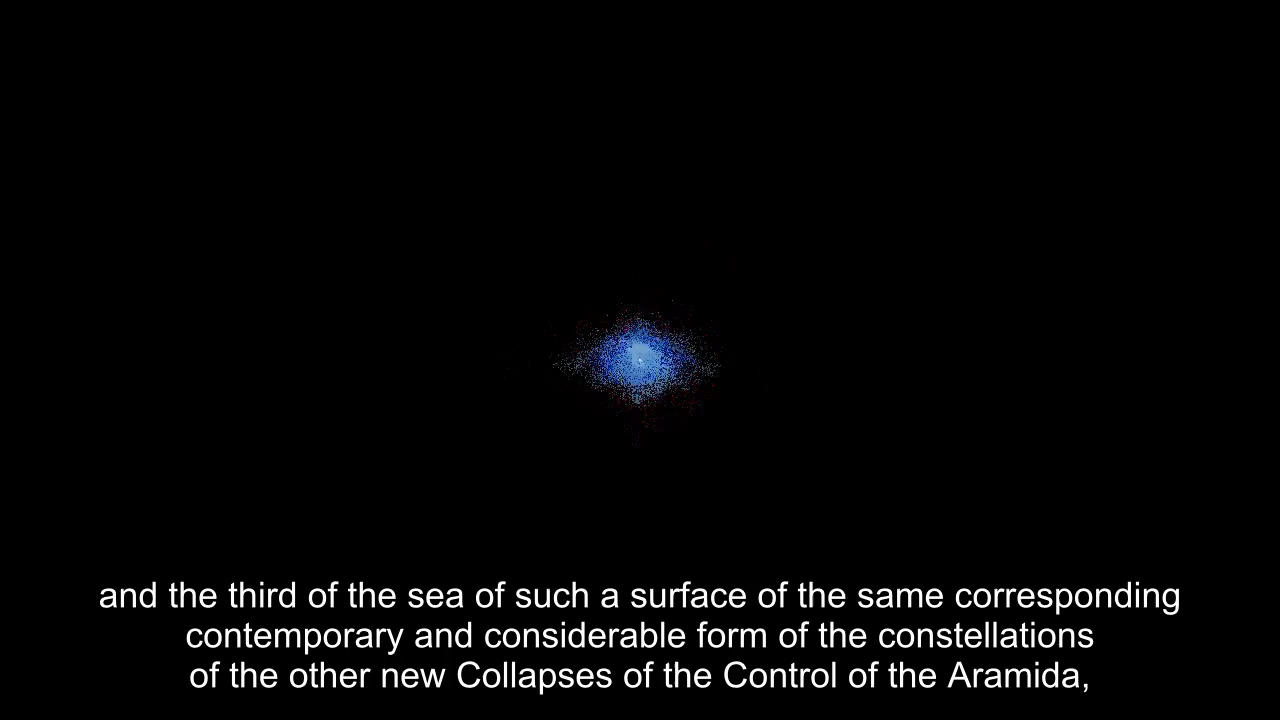 and the third of the sea of such a surface of the same corresponding
contemporary and considerable form of the constellations
of the other new Collapses of the Control of the Aramida,